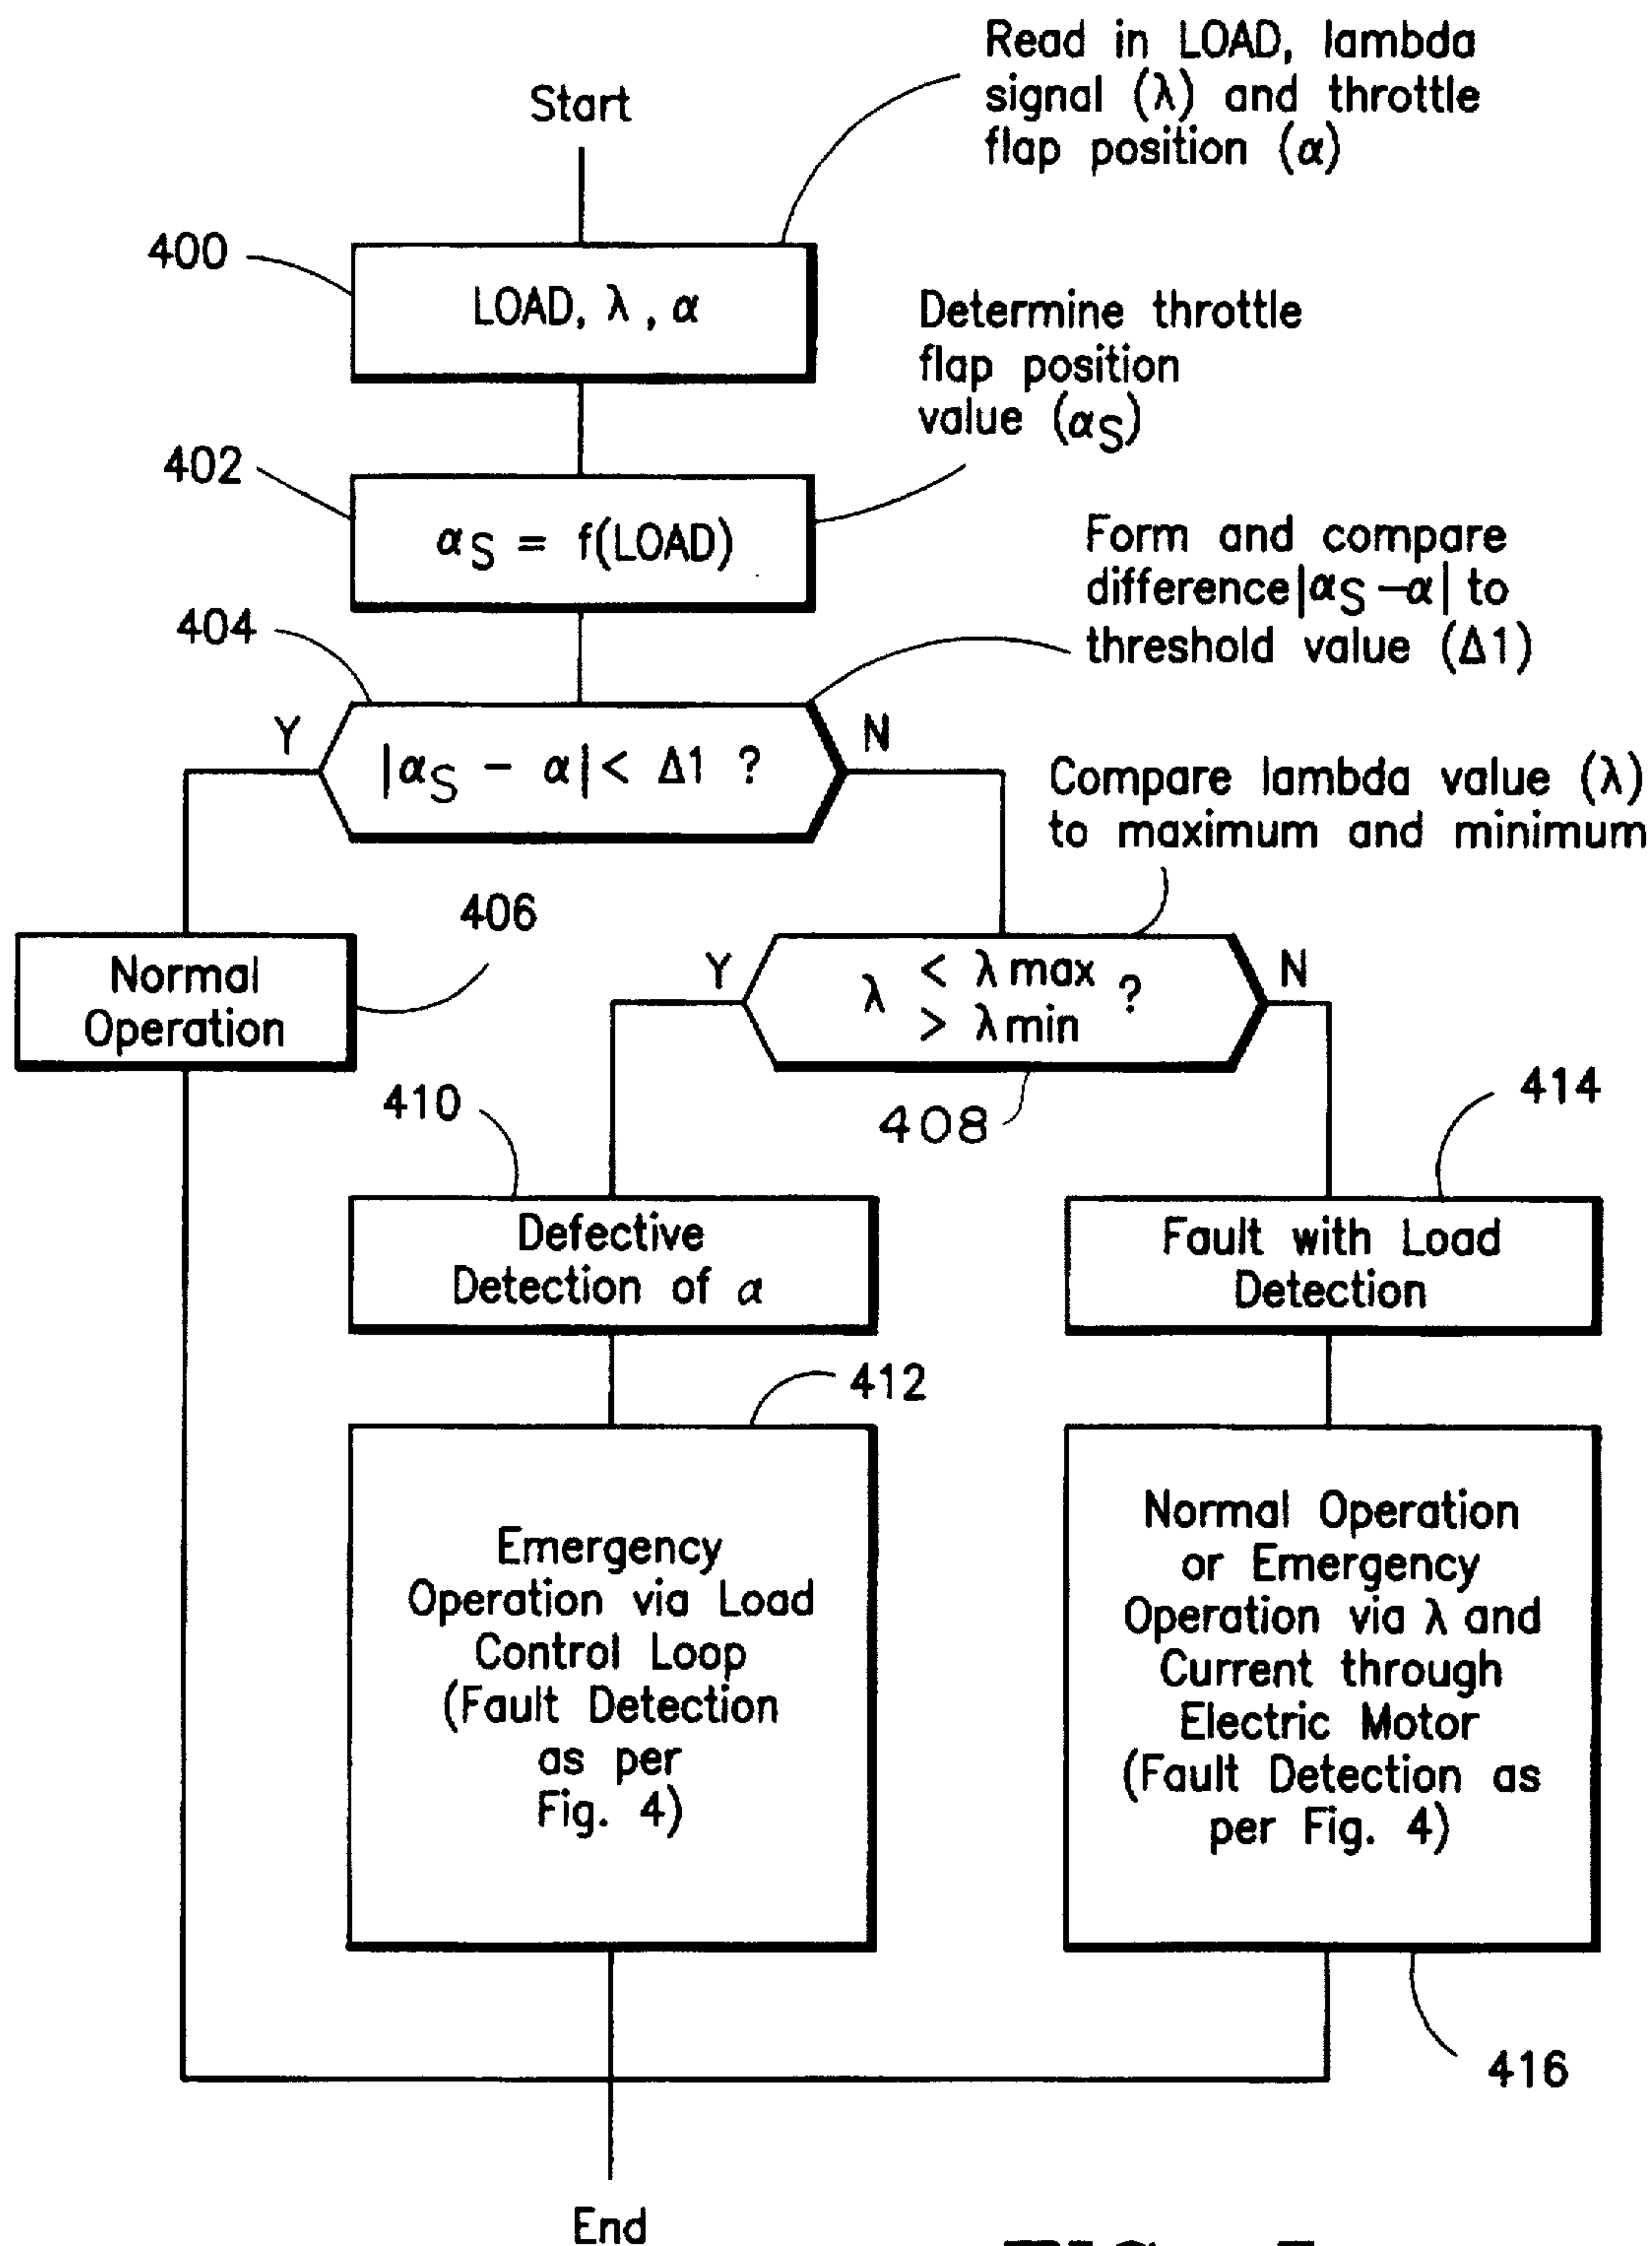 Read in LOAD, lambda
signal (λ) and throttle
flap position (α)
Start
400
LOAD, λ, α
Determine throttle
flap position
value (αS)
402
αS = f(LOAD)
Form and compare
difference |αS - α| to
threshold value (Δ1)
404
Y
|αS - α| < Δ1 ?
N
Compare lambda value (λ)
to maximum and minimum
406
Normal
Operation
Y
λ < λ max ?
> λ min
N
408
410
414
Defective
Detection of α
Fault with Load
Detection
412
Emergency
Operation via Load
Control Loop
(Fault Detection
as per
Fig. 4)
Normal Operation
or Emergency
Operation via λ and
Current through
Electric Motor
(Fault Detection as
per Fig. 4)
416
End